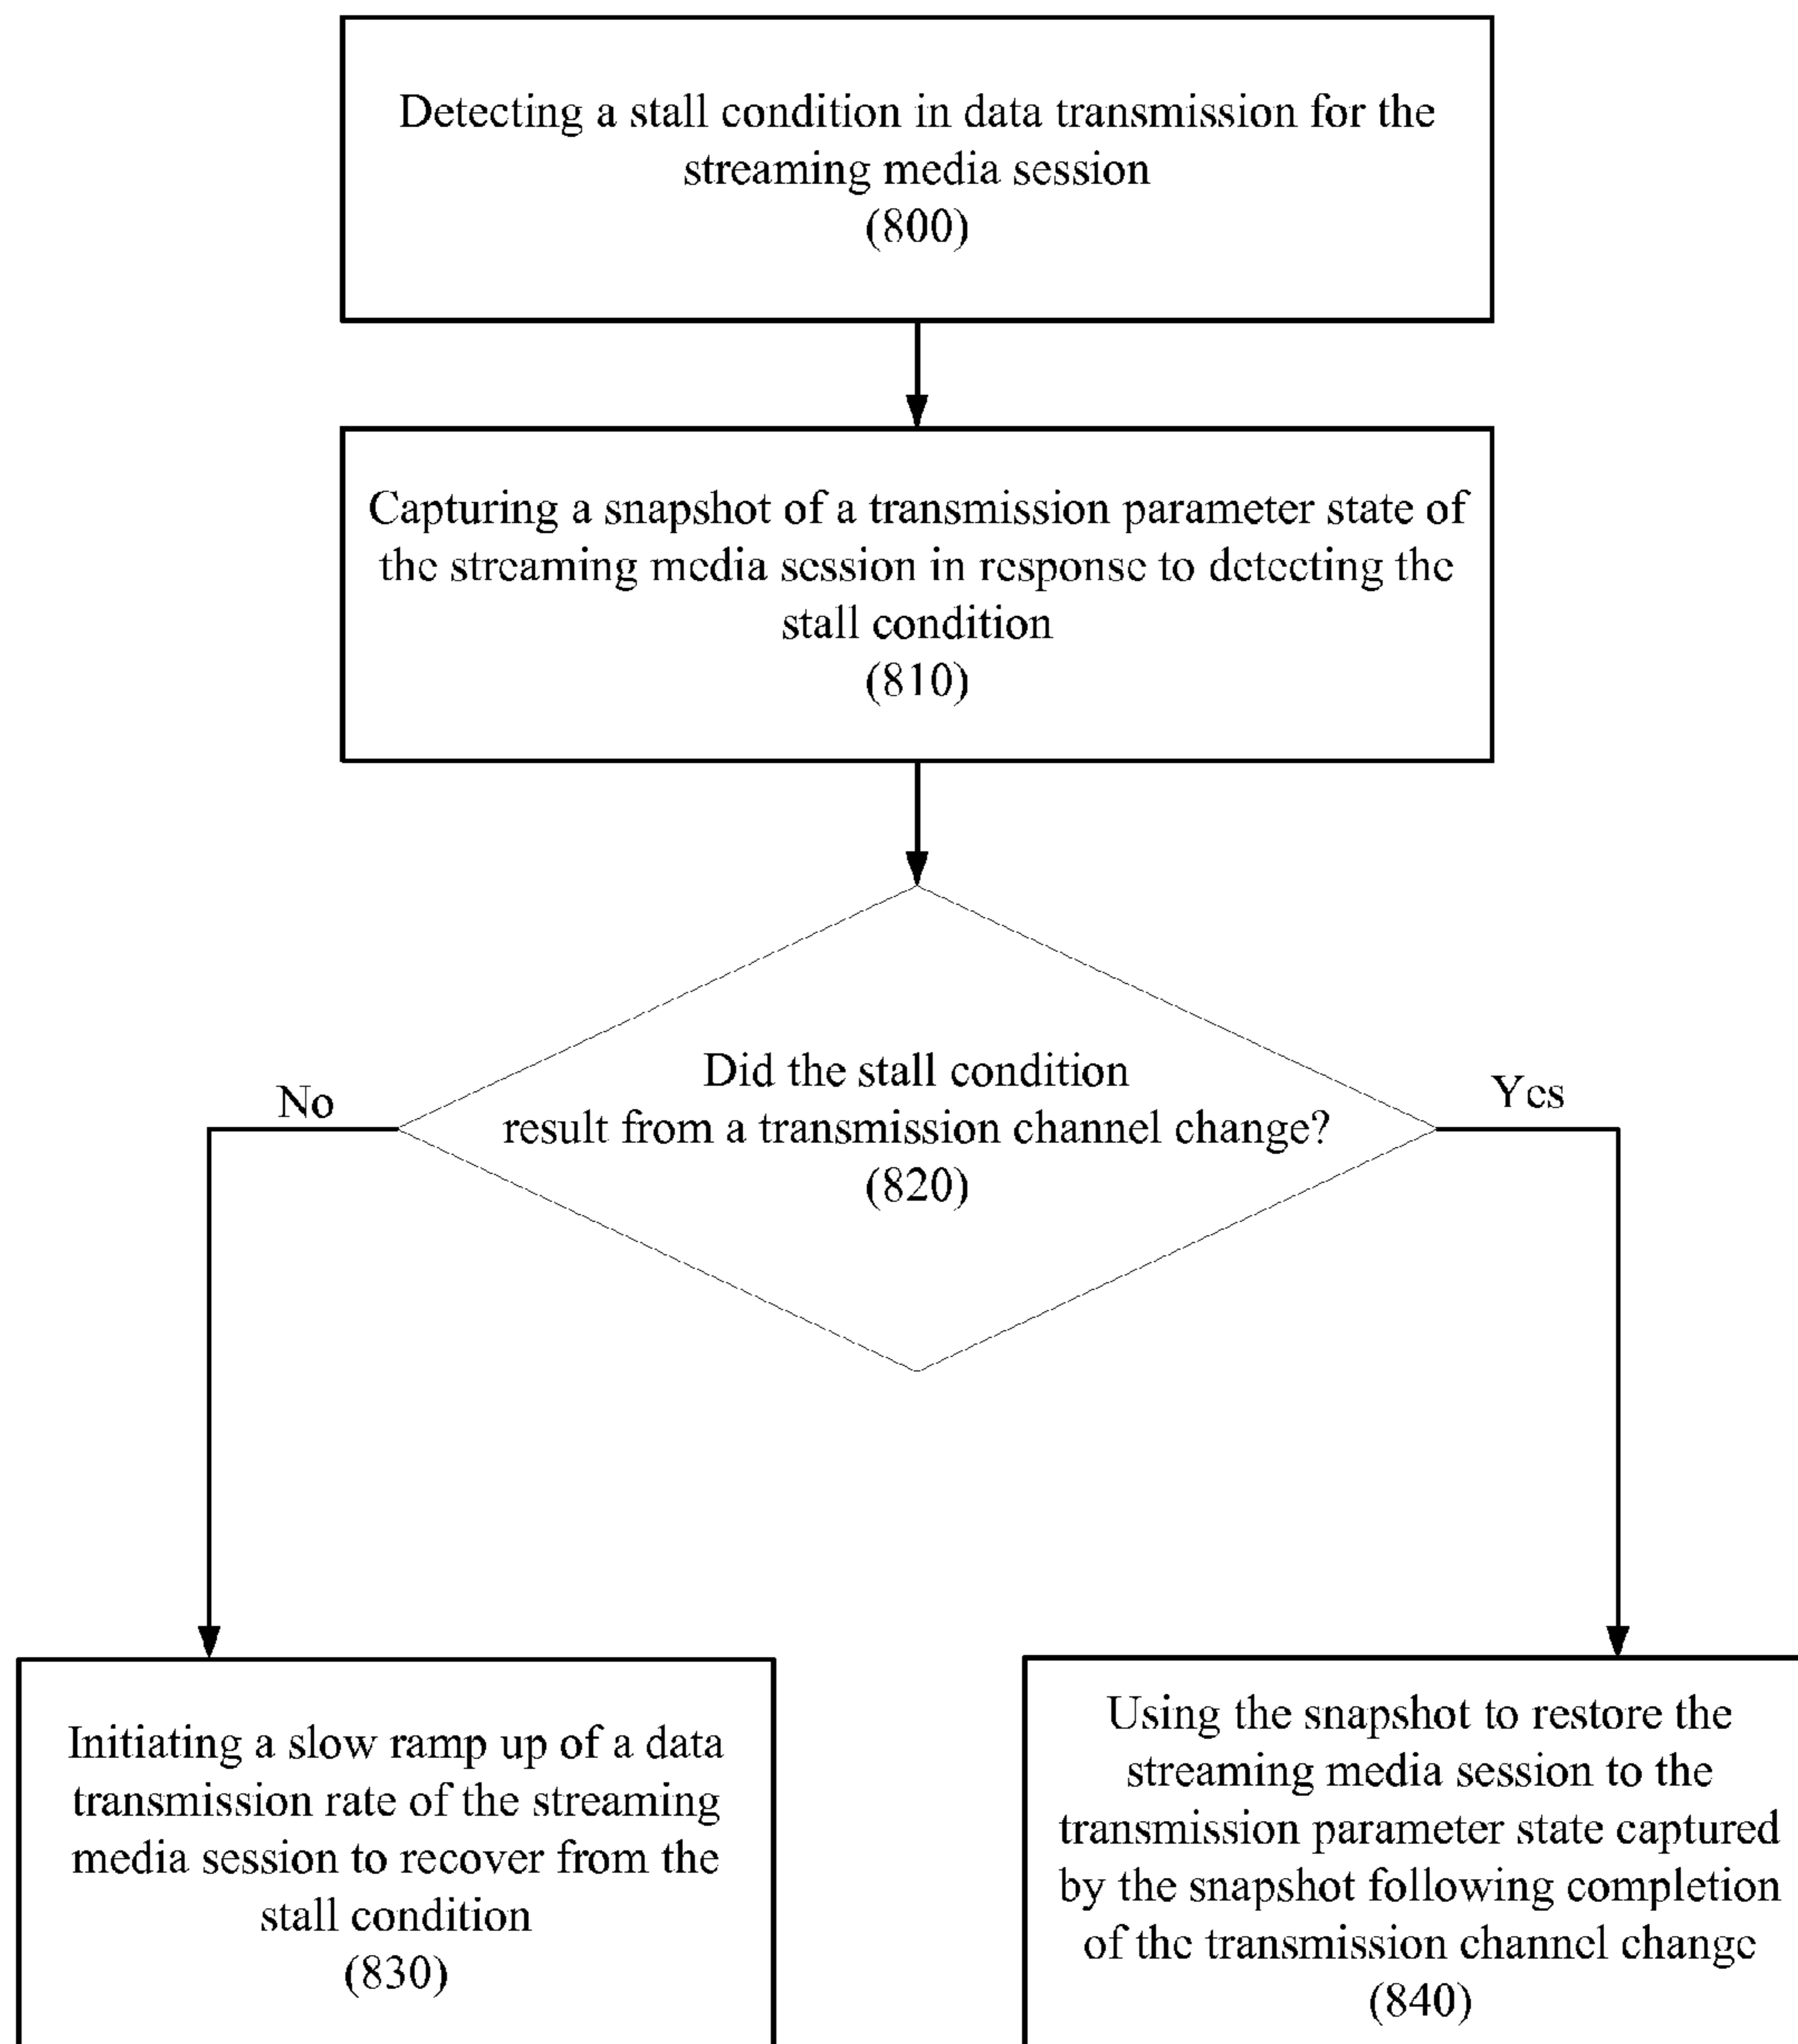 Detecting a stall condition in data transmission for the
streaming media session
(800)
Capturing a snapshot of a transmission parameter state of
the streaming media session in response to detecting the
stall condition
(810)
Did the stall condition
result from a transmission channel change?
(820)
No
Yes
Initiating a slow ramp up of a data
transmission rate of the streaming
media session to recover from the
stall condition
(830)
Using the snapshot to restore the
streaming media session to the
transmission parameter state captured
by the snapshot following completion
of the transmission channel change
(840)